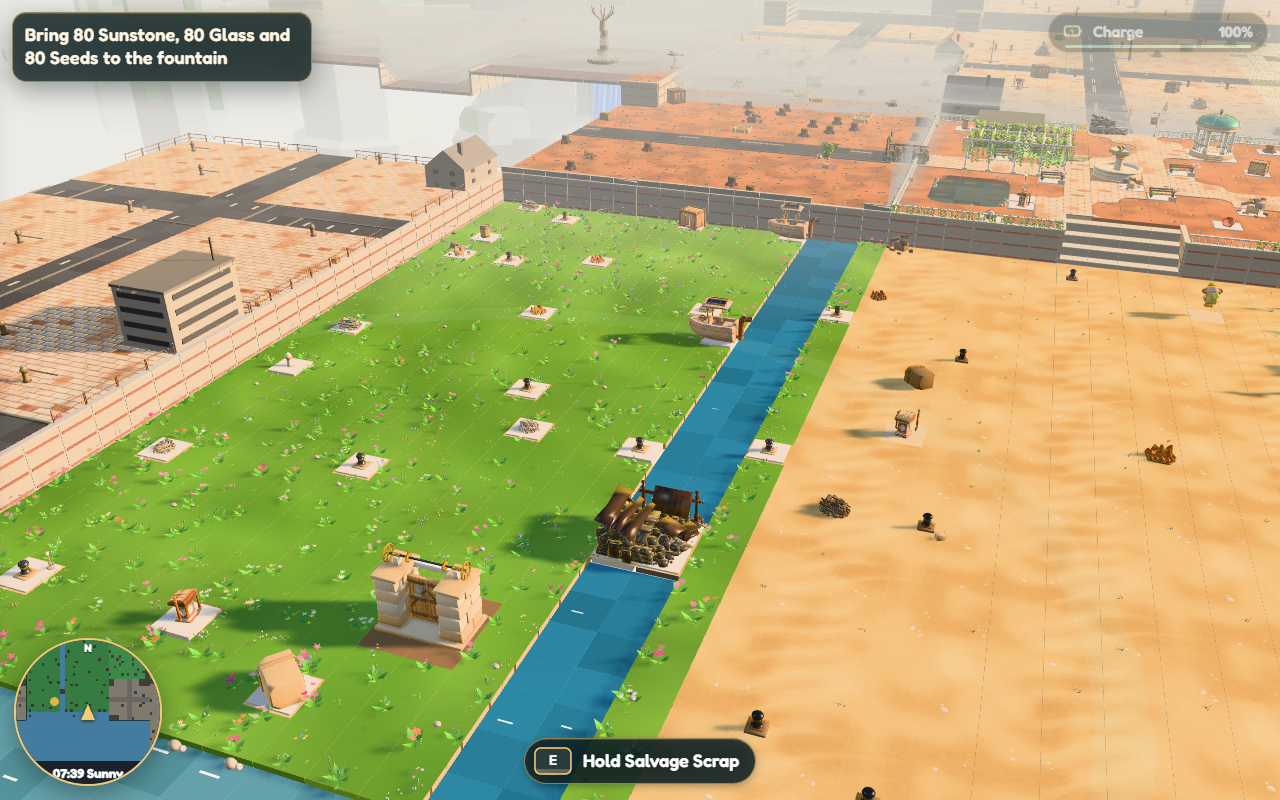 Bring 80 Sunstone, 80 Glass and
80 Seeds to the fountain
Charge 100%
N
07:39 Sunny
E Hold Salvage Scrap